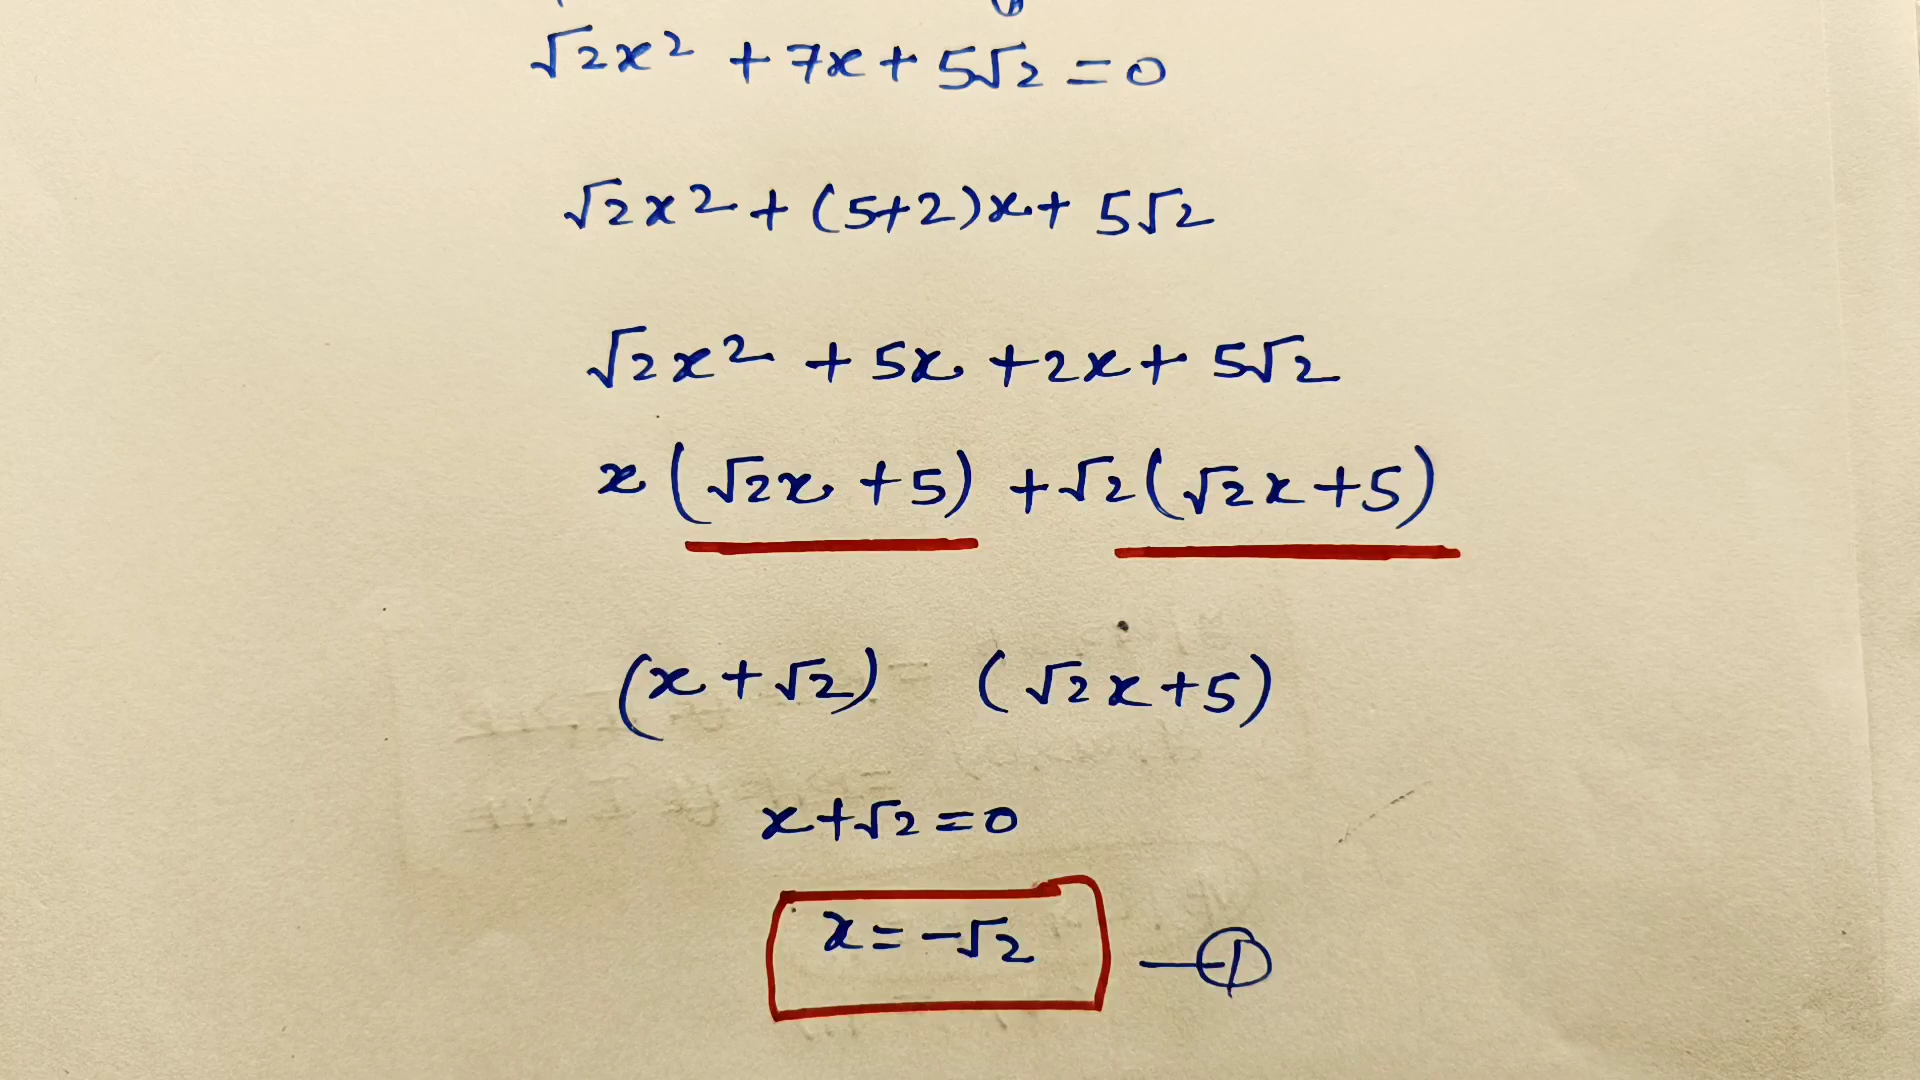 √2x² + 7x + 5√2 = 0
√2x² + (5+2)x + 5√2
√2x² + 5x + 2x + 5√2
x(√2x + 5) + √2(√2x + 5)
(x + √2) (√2x + 5)
x + √2 = 0
x = -√2 —①